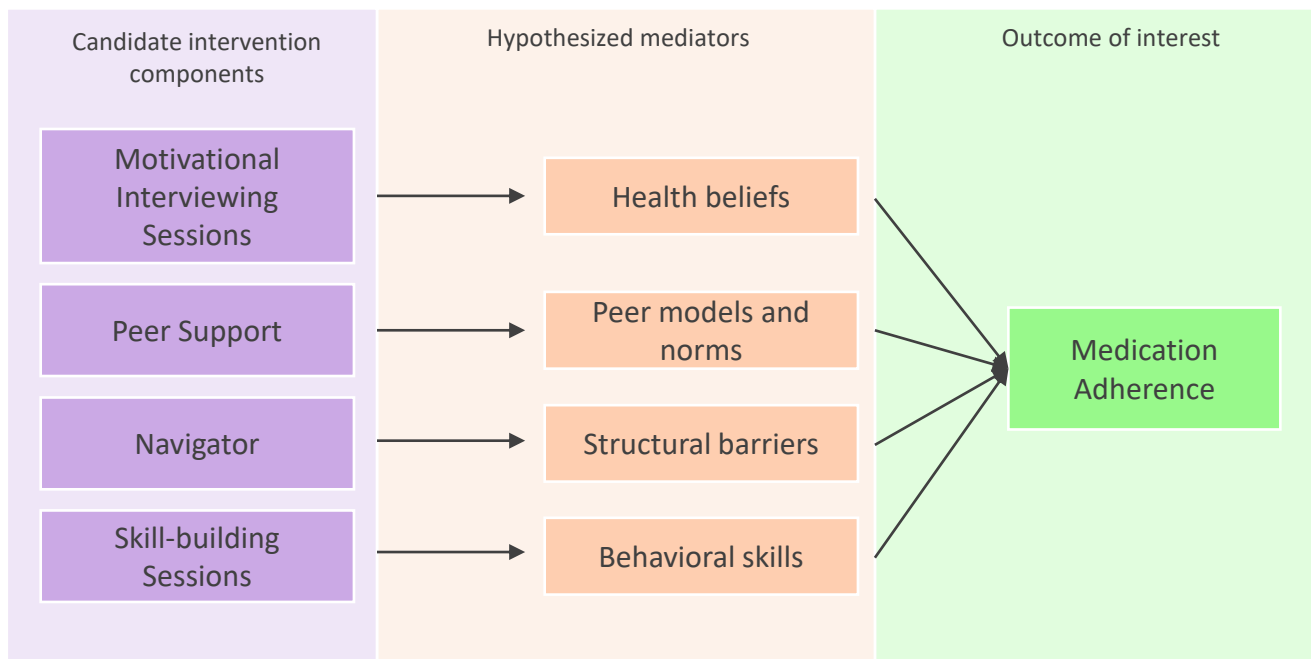 Candidate intervention
components
Hypothesized mediators
Outcome of interest
Motivational
Interviewing
Sessions
Health beliefs
Peer Support
Peer models and
norms
Medication
Adherence
Navigator
Structural barriers
Skill-building
Sessions
Behavioral skills